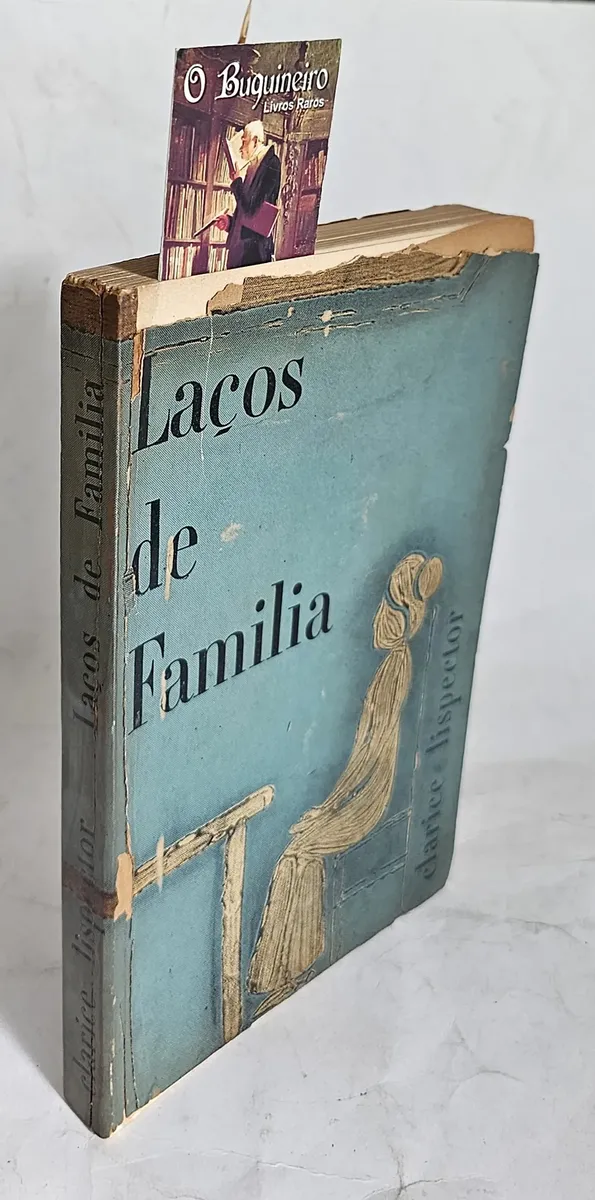 O Buquineiro
Livros Raros
Laços
de
Familia
clarice lispector
clarice lispector Laços de Familia